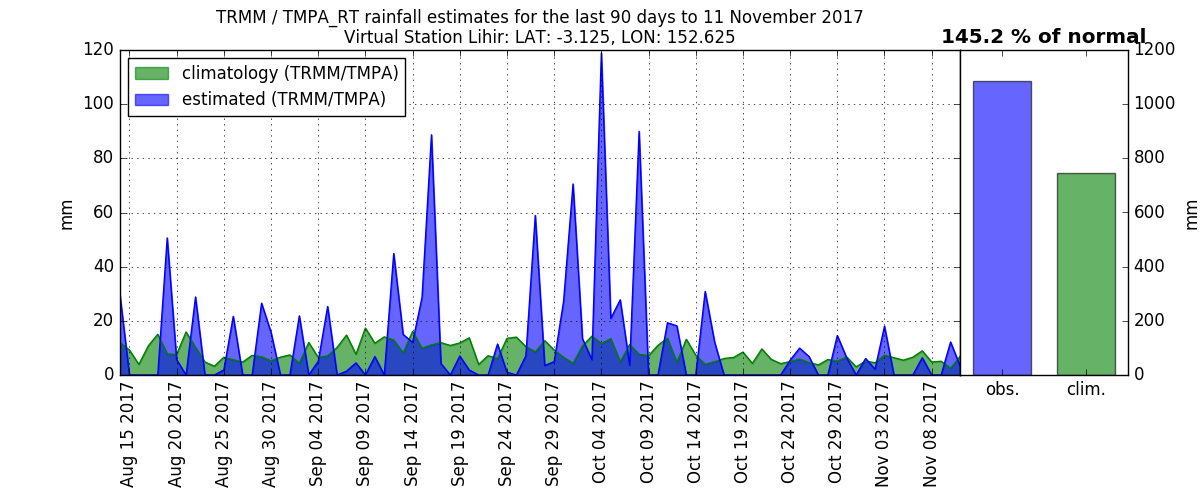 TRMM / TMPA_RT rainfall estimates for the last 90 days to 11 November 2017
Virtual Station Lihir: LAT: -3.125, LON: 152.625
145.2 % of normal
climatology (TRMM/TMPA)
estimated (TRMM/TMPA)
mm
120
100
80
60
40
20
0
Aug 15 2017
Aug 20 2017
Aug 25 2017
Aug 30 2017
Sep 04 2017
Sep 09 2017
Sep 14 2017
Sep 19 2017
Sep 24 2017
Sep 29 2017
Oct 04 2017
Oct 09 2017
Oct 14 2017
Oct 19 2017
Oct 24 2017
Oct 29 2017
Nov 03 2017
Nov 08 2017
obs.
clim.
1200
1000
800
600
400
200
0
mm